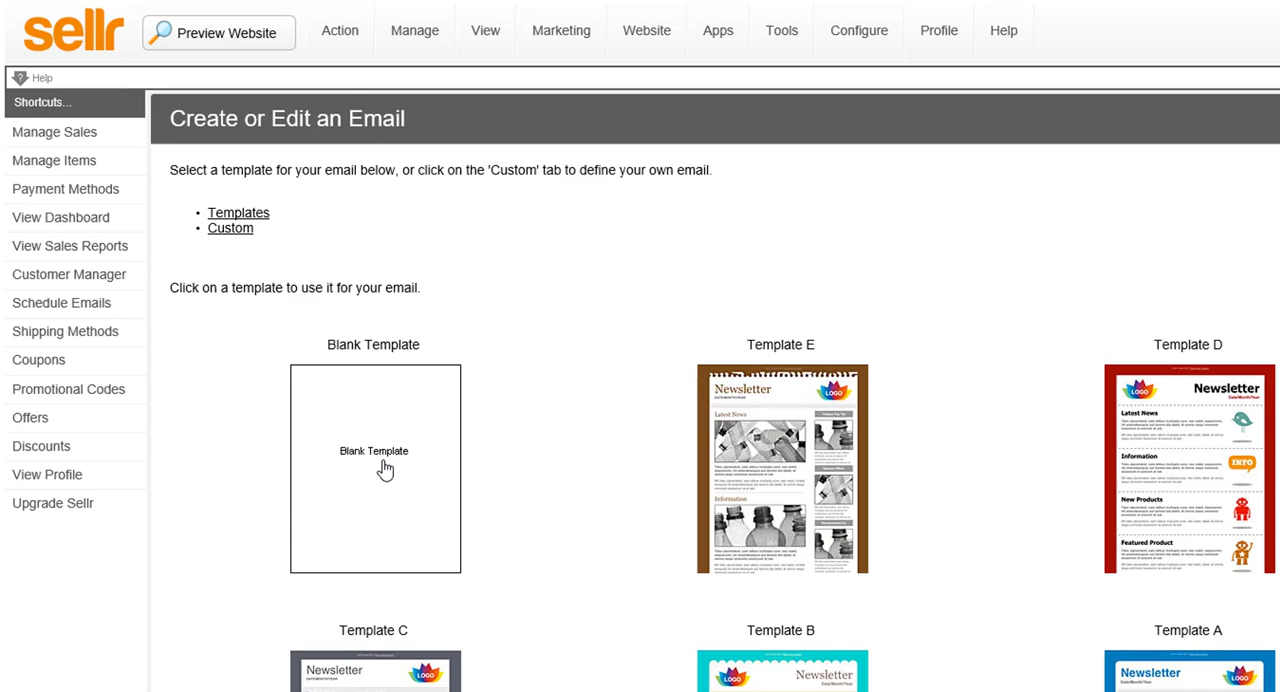 sellr
Preview Website
Action
Manage
View
Marketing
Website
Apps
Tools
Configure
Profile
Help
? Help
Shortcuts...
Manage Sales
Manage Items
Payment Methods
View Dashboard
View Sales Reports
Customer Manager
Schedule Emails
Shipping Methods
Coupons
Promotional Codes
Offers
Discounts
View Profile
Upgrade Sellr
Create or Edit an Email
Select a template for your email below, or click on the 'Custom' tab to define your own email.
• Templates
• Custom
Click on a template to use it for your email.
Blank Template
Blank Template
Template E
Newsletter
LOGO
Latest News
Information
Template D
LOGO
Newsletter
Date/Month/Year
Latest News
Information
INFO
New Products
Featured Product
Template C
Newsletter
LOGO
Template B
LOGO
Newsletter
Template A
Newsletter
LOGO